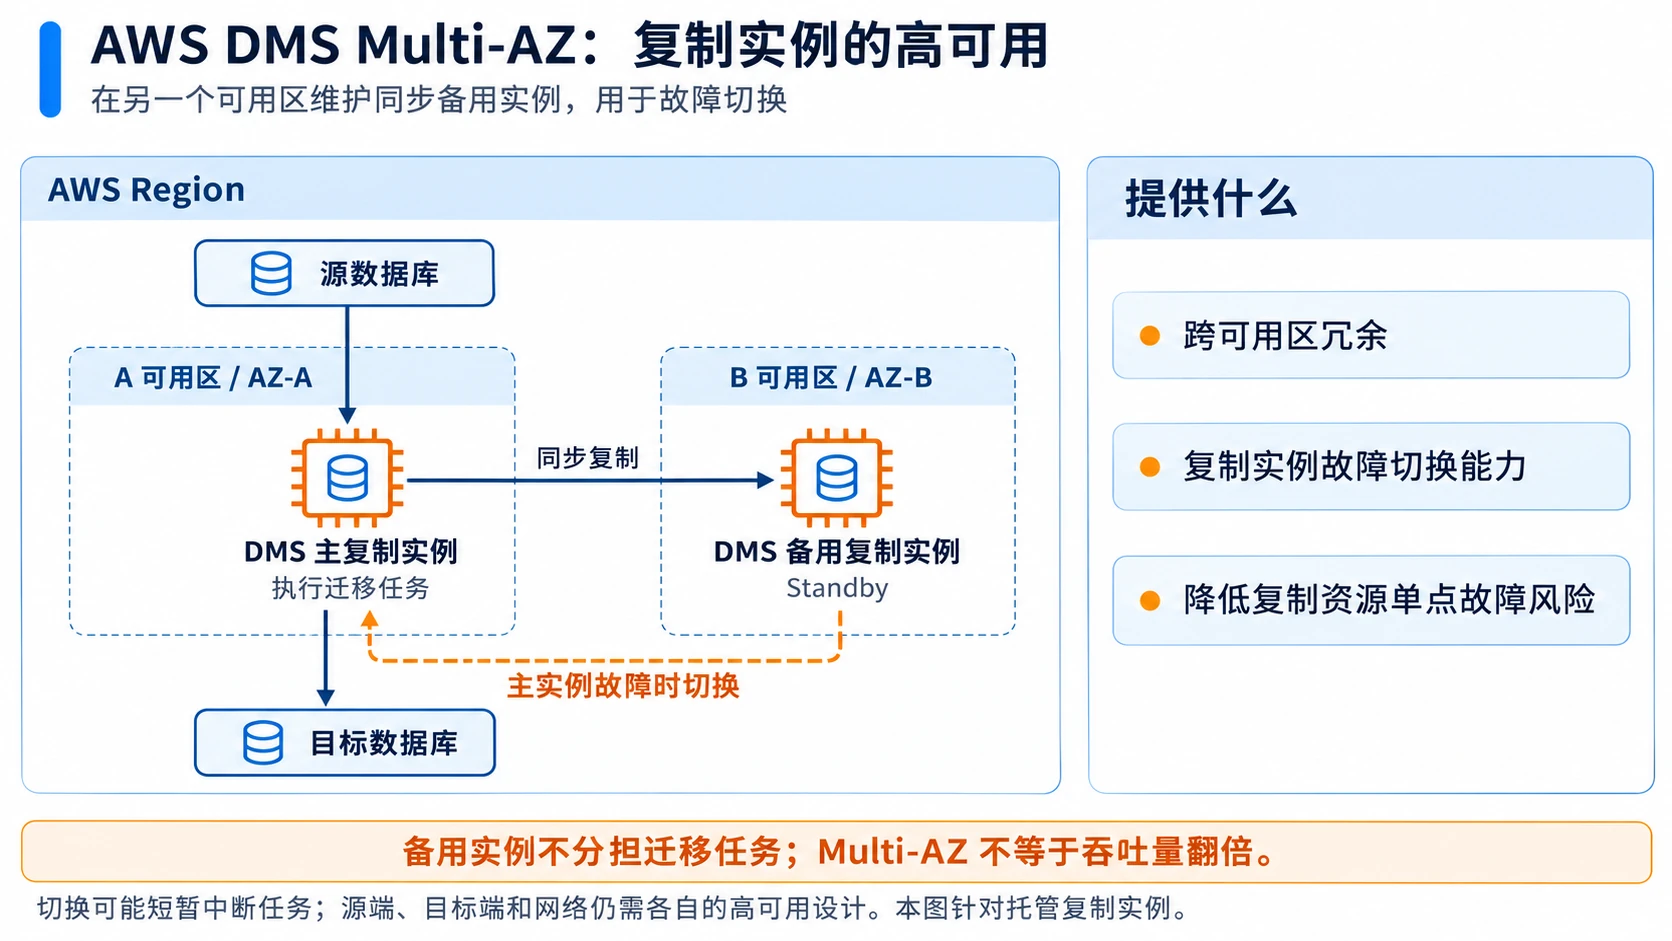 AWS DMS Multi-AZ：复制实例的高可用
在另一个可用区维护同步备用实例，用于故障切换
AWS Region
源数据库
A 可用区 / AZ-A
B 可用区 / AZ-B
同步复制
DMS 主复制实例
执行迁移任务
DMS 备用复制实例
Standby
主实例故障时切换
目标数据库
提供什么
跨可用区冗余
复制实例故障切换能力
降低复制资源单点故障风险
备用实例不分担迁移任务；Multi-AZ 不等于吞吐量翻倍。
切换可能短暂中断任务；源端、目标端和网络仍需各自的高可用设计。本图针对托管复制实例。